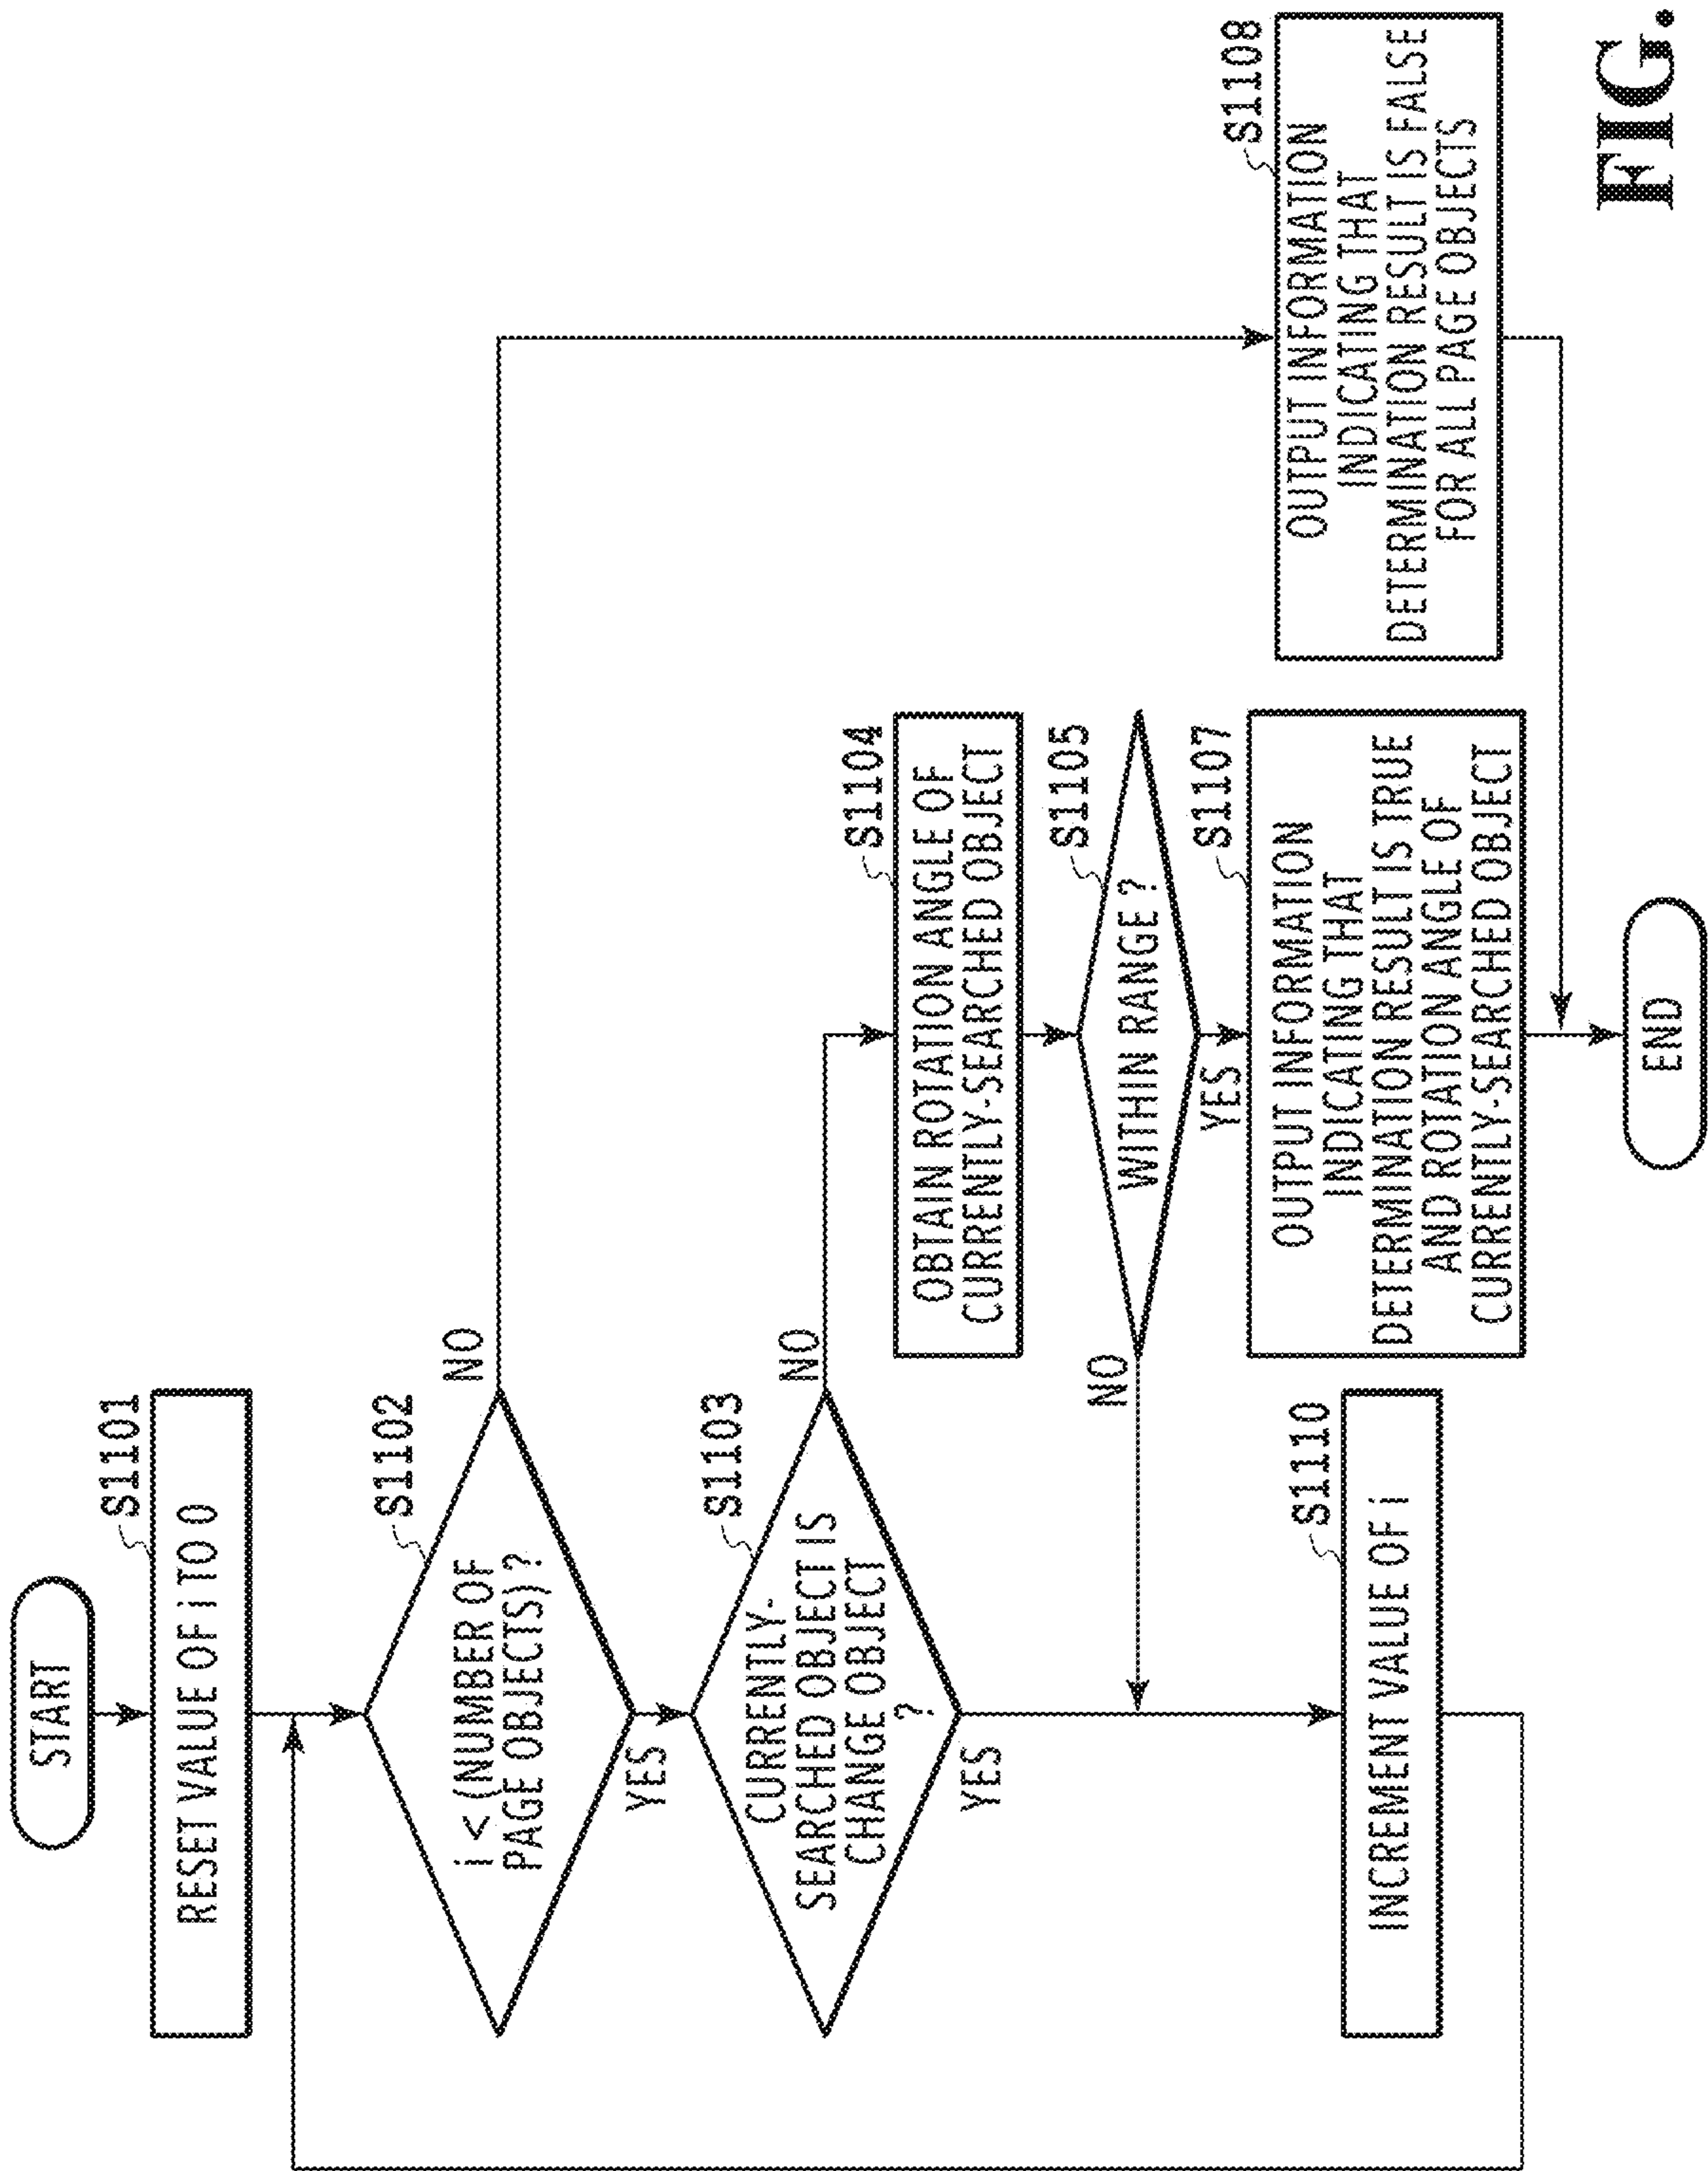 START
S1101
RESET VALUE OF i TO 0
S1102
i < (NUMBER OF
PAGE OBJECTS)?
NO
YES
S1103
CURRENTLY-
SEARCHED OBJECT IS
CHANGE OBJECT
?
NO
YES
S1104
OBTAIN ROTATION ANGLE OF
CURRENTLY-SEARCHED OBJECT
S1105
WITHIN RANGE ?
NO
YES
S1107
OUTPUT INFORMATION
INDICATING THAT
DETERMINATION RESULT IS TRUE
AND ROTATION ANGLE OF
CURRENTLY-SEARCHED OBJECT
S1108
OUTPUT INFORMATION
INDICATING THAT
DETERMINATION RESULT IS FALSE
FOR ALL PAGE OBJECTS
S1110
INCREMENT VALUE OF i
END
FIG.